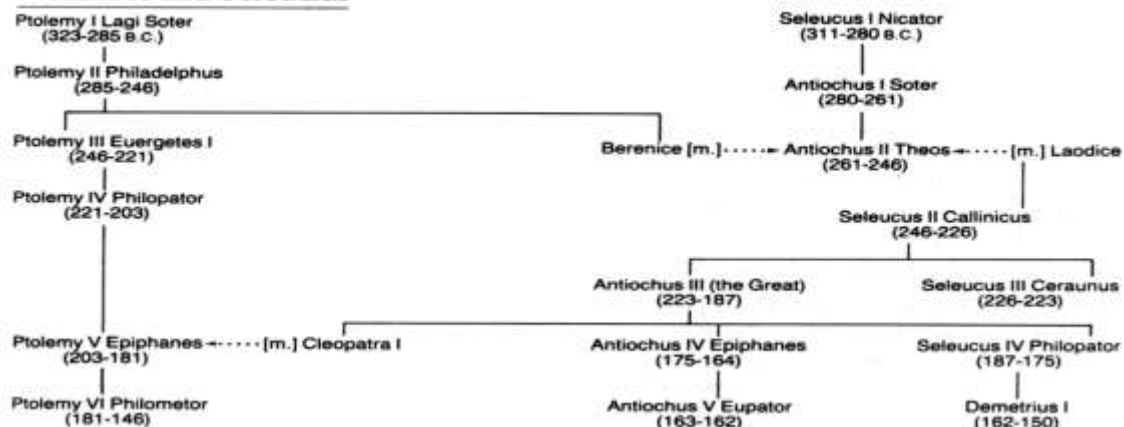 Ptolemy I Lagi Soter
(323-285 B.C.)
Seleucus I Nicator
(311-280 B.C.)
Ptolemy II Philadelphus
(285-246)
Antiochus I Soter
(280-261)
Ptolemy III Euergetes I
(246-221)
Berenice [m.] Antiochus II Theos [m.] Laodice
(261-246)
Ptolemy IV Philopator
(221-203)
Seleucus II Callinicus
(246-226)
Antiochus III (the Great)
(223-187)
Seleucus III Ceraunus
(226-223)
Ptolemy V Epiphanes [m.] Cleopatra I
(203-181)
Antiochus IV Epiphanes
(175-164)
Seleucus IV Philopator
(187-175)
Ptolemy VI Philometor
(181-146)
Antiochus V Eupator
(163-162)
Demetrius I
(162-150)